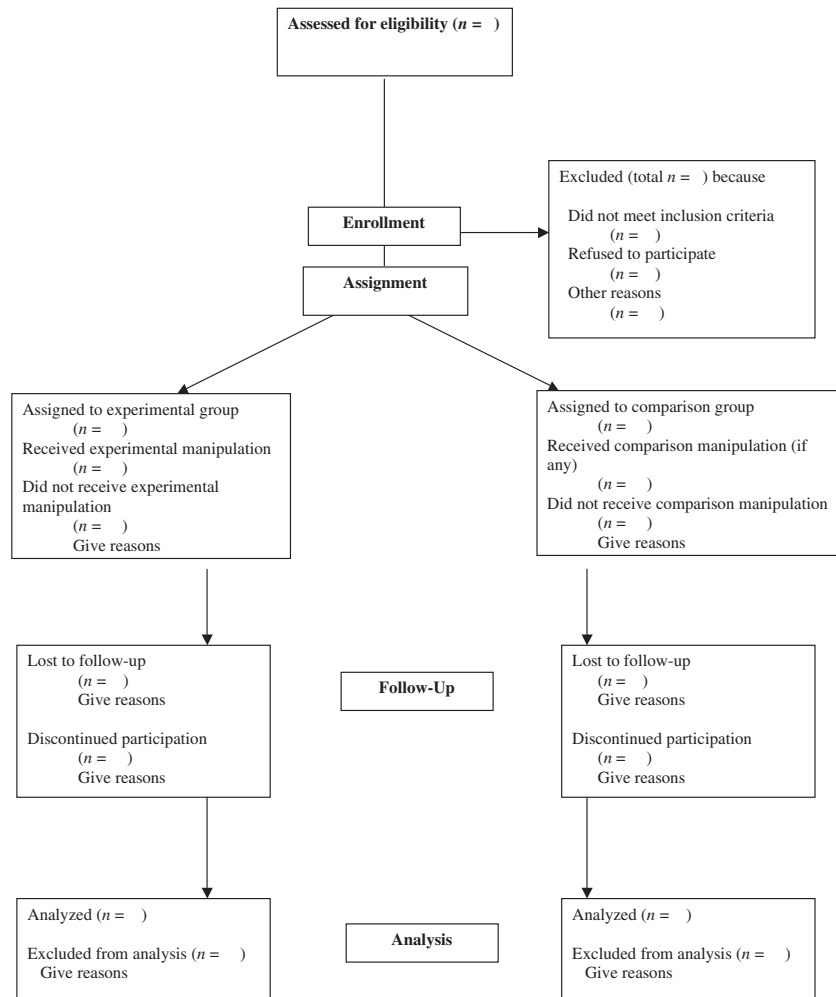 Assessed for eligibility (n =   )
Excluded (total n =   ) because
Did not meet inclusion criteria
(n =   )
Refused to participate
(n =   )
Other reasons
(n =   )
Enrollment
Assignment
Assigned to experimental group
(n =   )
Received experimental manipulation
(n =   )
Did not receive experimental
manipulation
(n =   )
Give reasons
Assigned to comparison group
(n =   )
Received comparison manipulation (if
any)
(n =   )
Did not receive comparison manipulation
(n =   )
Give reasons
Lost to follow-up
(n =   )
Give reasons
Discontinued participation
(n =   )
Give reasons
Follow-Up
Lost to follow-up
(n =   )
Give reasons
Discontinued participation
(n =   )
Give reasons
Analyzed (n =   )
Excluded from analysis (n =   )
Give reasons
Analysis
Analyzed (n =   )
Excluded from analysis (n =   )
Give reasons